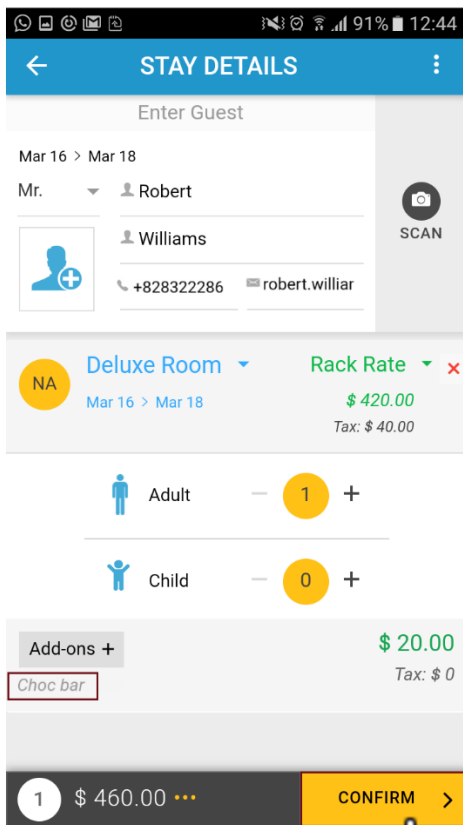 91% 12:44
STAY DETAILS
Enter Guest
Mar 16 > Mar 18
Mr. Robert
SCAN
Williams
+828322286 robert.williar
Deluxe Room Rack Rate
NA
Mar 16 > Mar 18 $ 420.00
Tax: $ 40.00
Adult − 1 +
Child − 0 +
Add-ons + $ 20.00
Choc bar Tax: $ 0
1 $ 460.00 ••• CONFIRM >